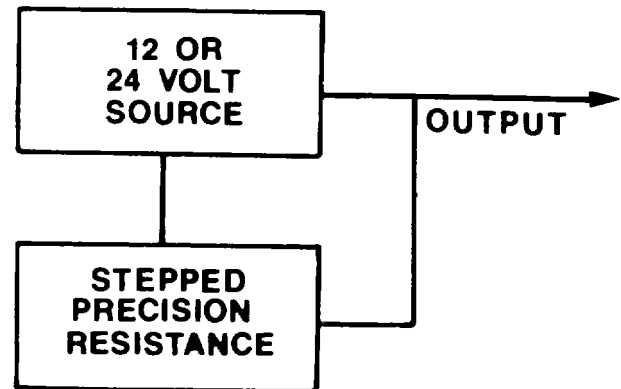 12 OR
24 VOLT
SOURCE
OUTPUT
STEPPED
PRECISION
RESISTANCE